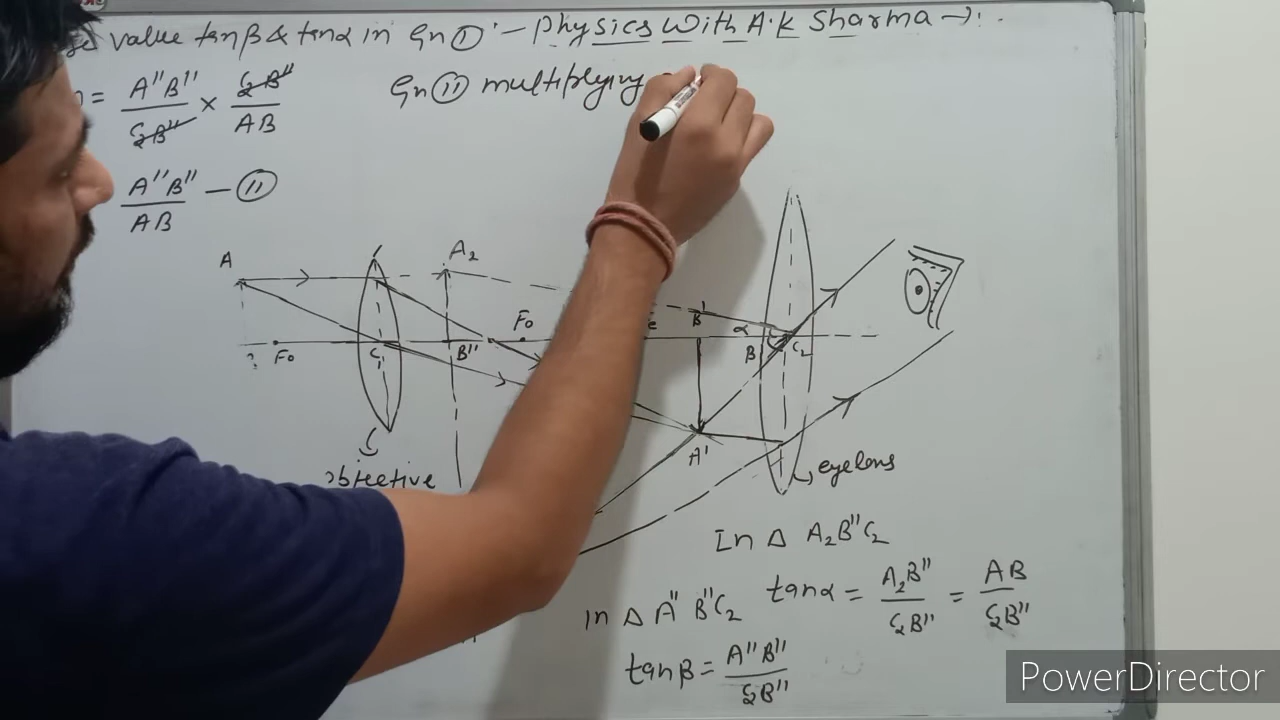 value tanβ & tanα in Eqn ① :- Physics With A.K Sharma →:
= A''B'' / C₂B'' × C₂B'' / AB
A''B'' / AB — ⑪
Eqn ⑪ multiplying
A
A₂
F₀
B'
α
C₁
B''
F₀
B
C₂
A'
objective
eyelens
In Δ A₂B''C₂
tanα = A₂B'' / C₂B'' = AB / C₂B''
In Δ A'' B''C₂
tanβ = A''B'' / C₂B''
PowerDirector